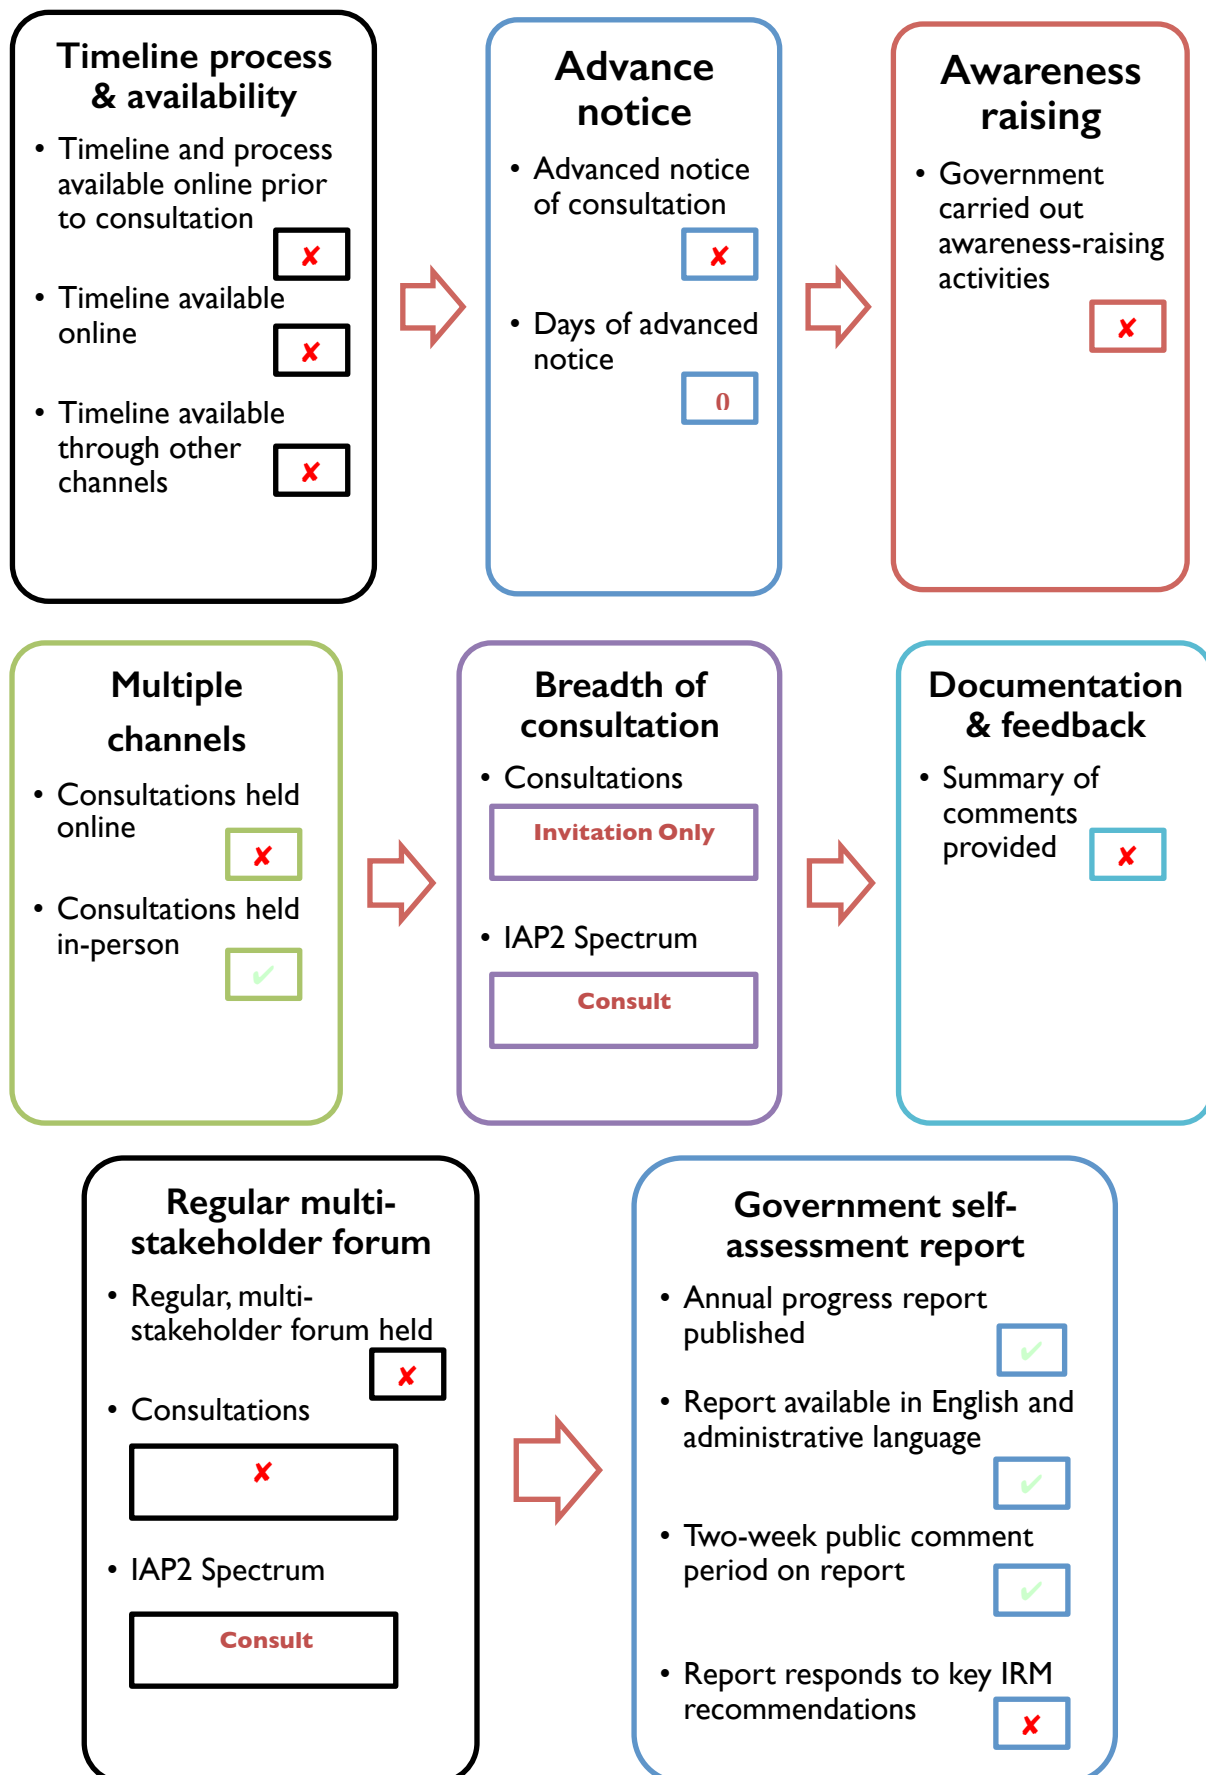 Timeline process
& availability
• Timeline and process
available online prior
to consultation
✘
• Timeline available
online
✘
• Timeline available
through other
channels
✘
Advance
notice
• Advanced notice
of consultation
✘
• Days of advanced
notice
0
Awareness
raising
• Government
carried out
awareness-raising
activities
✘
Multiple
channels
• Consultations held
online
✘
• Consultations held
in-person
✔
Breadth of
consultation
• Consultations
Invitation Only
• IAP2 Spectrum
Consult
Documentation
& feedback
• Summary of
comments
provided
✘
Regular multi-
stakeholder forum
• Regular, multi-
stakeholder forum held
✘
• Consultations
✘
• IAP2 Spectrum
Consult
Government self-
assessment report
• Annual progress report
published
✔
• Report available in English and
administrative language
✔
• Two-week public comment
period on report
✔
• Report responds to key IRM
recommendations
✘